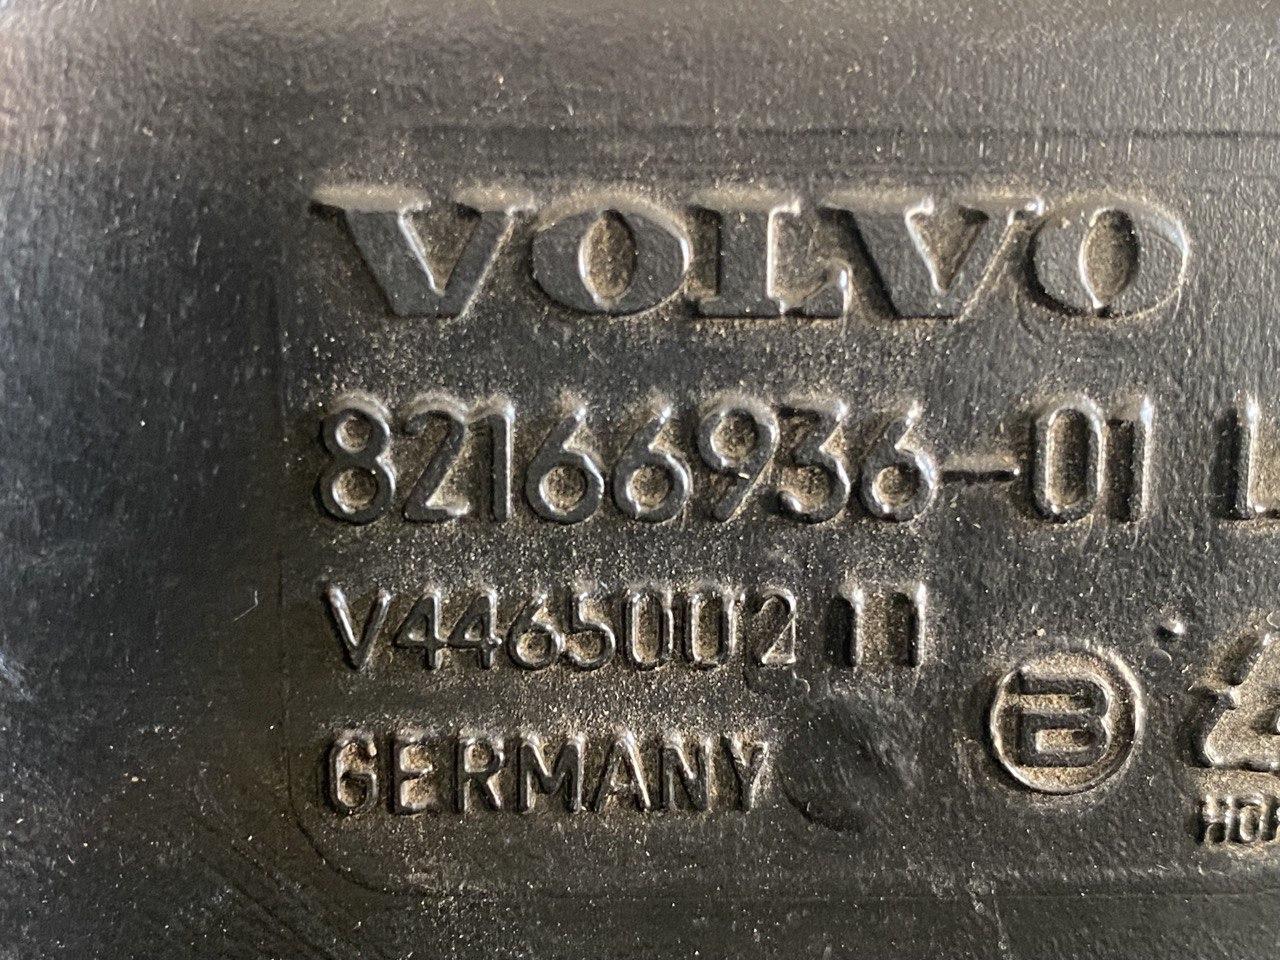 VOLVO
82166936-01 L
V4465002 11
GERMANY
B